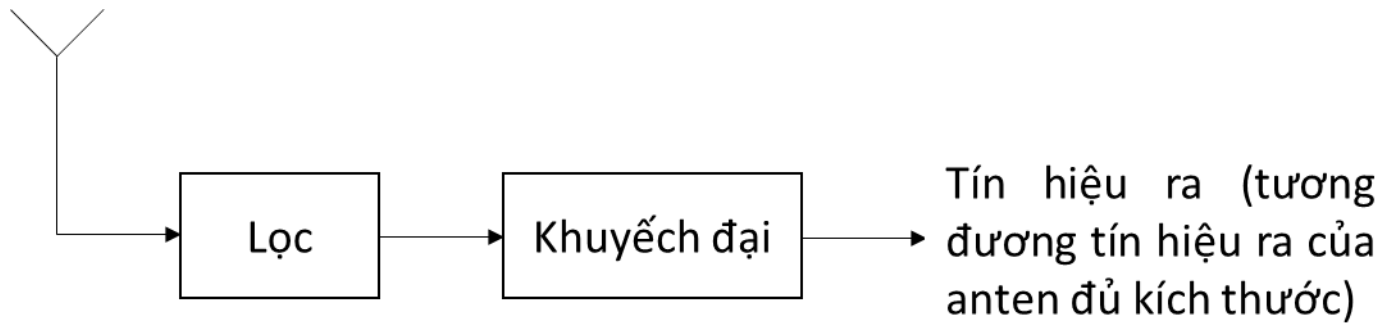 Lọc
Khuyếch đại
Tín hiệu ra (tương
đương tín hiệu ra của
anten đủ kích thước)